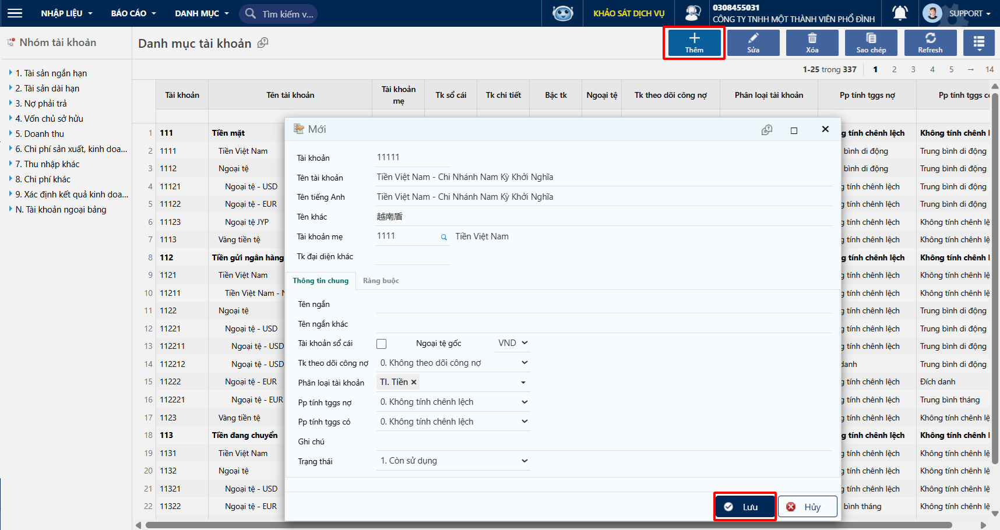 NHẬP LIỆU BÁO CÁO DANH MỤC Tìm kiếm v... KHẢO SÁT DỊCH VỤ 0308455031 SUPPORT
CÔNG TY TNHH MỘT THÀNH VIÊN PHỐ ĐÌNH
Nhóm tài khoản
1. Tài sản ngắn hạn
2. Tài sản dài hạn
3. Nợ phải trả
4. Vốn chủ sở hữu
5. Doanh thu
6. Chi phí sản xuất, kinh doa...
7. Thu nhập khác
8. Chi phí khác
9. Xác định kết quả kinh doa...
N. Tài khoản ngoại bảng
Danh mục tài khoản
Thêm Sửa Xóa Sao chép Refresh
1-25 trong 337 1 2 3 4 5 → 14
Tài khoản Tên tài khoản Tài khoản mẹ Tk sổ cái Tk chi tiết Bậc tk Ngoại tệ Tk theo dõi công nợ Phân loại tài khoản Pp tính tggs nợ Pp tính tggs c
1 111 Tiền mặt g tính chênh lệch Không tính chênh l
2 1111 Tiền Việt Nam bình di động Trung bình di động
3 1112 Ngoại tệ bình di động Trung bình di động
4 11121 Ngoại tệ - USD g tính chênh lệch Trung bình di động
5 11122 Ngoại tệ - EUR g tính chênh lệch Trung bình di động
6 11123 Ngoại tệ JYP g tính chênh lệch Không tính chênh lệ
7 1113 Vàng tiền tệ g tính chênh lệch Không tính chênh lệ
8 112 Tiền gửi ngân hàng g tính chênh lệch Không tính chênh l
9 1121 Tiền Việt Nam g tính chênh lệch Không tính chênh lệ
10 11211 Tiền Việt Nam - N g tính chênh lệch Không tính chênh lệ
11 1122 Ngoại tệ g tính chênh lệch Trung bình di động
12 11221 Ngoại tệ - USD g tính chênh lệch Trung bình di động
13 112211 Ngoại tệ - USD g tính chênh lệch Trung bình di động
14 112212 Ngoại tệ - USD danh Trung bình di động
15 11222 Ngoại tệ - EUR g tính chênh lệch Đích danh
16 112221 Ngoại tệ - EUR g tính chênh lệch Trung bình tháng
17 1123 Vàng tiền tệ g tính chênh lệch Không tính chênh lệ
18 113 Tiền đang chuyển g tính chênh lệch Không tính chênh l
19 1131 Tiền Việt Nam g tính chênh lệch Không tính chênh lệ
20 1132 Ngoại tệ g tính chênh lệch Không tính chênh lệ
21 11321 Ngoại tệ - USD g tính chênh lệch Không tính chênh lệ
22 11322 Ngoại tệ - EUR bình tháng Không tính chênh lệ
Mới
Tài khoản 11111
Tên tài khoản Tiền Việt Nam - Chi Nhánh Nam Kỳ Khởi Nghĩa
Tên tiếng Anh Tiền Việt Nam - Chi Nhánh Nam Kỳ Khởi Nghĩa
Tên khác 越南盾
Tài khoản mẹ 1111 Tiền Việt Nam
Tk đại diện khác
Thông tin chung Ràng buộc
Tên ngắn
Tên ngắn khác
Tài khoản sổ cái Ngoại tệ gốc VND
Tk theo dõi công nợ 0. Không theo dõi công nợ
Phân loại tài khoản TI. Tiền
Pp tính tggs nợ 0. Không tính chênh lệch
Pp tính tggs có 0. Không tính chênh lệch
Ghi chú
Trạng thái 1. Còn sử dụng
Lưu Hủy